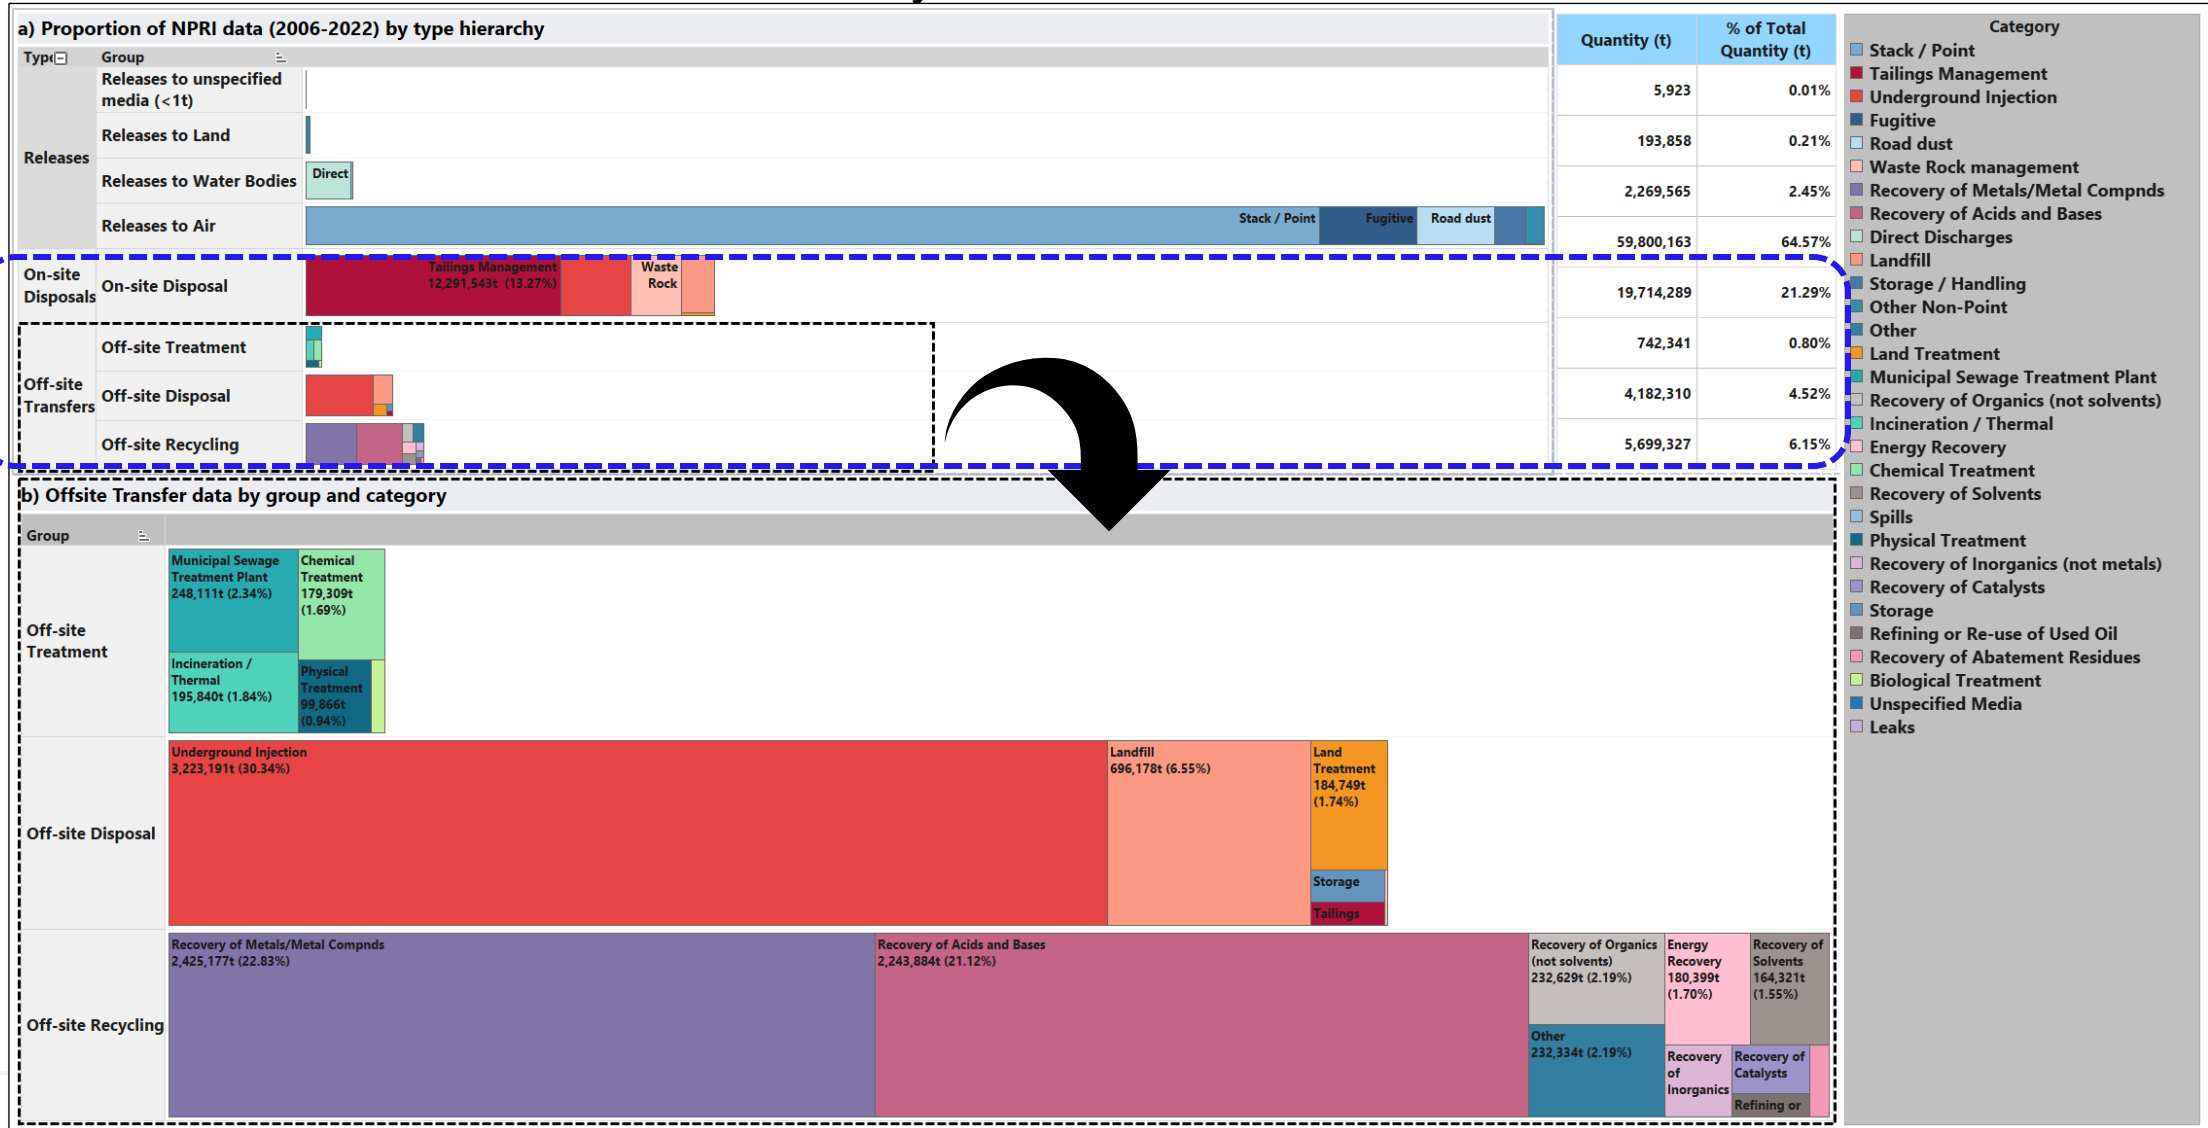 a) Proportion of NPRI data (2006-2022) by type hierarchy
Type
Group
Quantity (t)
% of Total
Quantity (t)
Releases
Releases to unspecified
media (<1t)
5,923
0.01%
Releases to Land
193,858
0.21%
Releases to Water Bodies
Direct
2,269,565
2.45%
Releases to Air
Stack / Point
Fugitive
Road dust
59,800,163
64.57%
On-site
Disposals
On-site Disposal
Tailings Management
12,291,543t (13.27%)
Waste
Rock
19,714,289
21.29%
Off-site
Transfers
Off-site Treatment
742,341
0.80%
Off-site Disposal
4,182,310
4.52%
Off-site Recycling
5,699,327
6.15%
Category
Stack / Point
Tailings Management
Underground Injection
Fugitive
Road dust
Waste Rock management
Recovery of Metals/Metal Compnds
Recovery of Acids and Bases
Direct Discharges
Landfill
Storage / Handling
Other Non-Point
Other
Land Treatment
Municipal Sewage Treatment Plant
Recovery of Organics (not solvents)
Incineration / Thermal
Energy Recovery
Chemical Treatment
Recovery of Solvents
Spills
Physical Treatment
Recovery of Inorganics (not metals)
Recovery of Catalysts
Storage
Refining or Re-use of Used Oil
Recovery of Abatement Residues
Biological Treatment
Unspecified Media
Leaks
b) Offsite Transfer data by group and category
Group
Off-site
Treatment
Municipal Sewage
Treatment Plant
248,111t (2.34%)
Chemical
Treatment
179,309t
(1.69%)
Incineration /
Thermal
195,840t (1.84%)
Physical
Treatment
99,866t
(0.94%)
Off-site Disposal
Underground Injection
3,223,191t (30.34%)
Landfill
696,178t (6.55%)
Land
Treatment
184,749t
(1.74%)
Storage
Tailings
Off-site Recycling
Recovery of Metals/Metal Compnds
2,425,177t (22.83%)
Recovery of Acids and Bases
2,243,884t (21.12%)
Recovery of Organics
(not solvents)
232,629t (2.19%)
Other
232,334t (2.19%)
Energy
Recovery
180,399t
(1.70%)
Recovery of
Solvents
164,321t
(1.55%)
Recovery
of
Inorganics
Recovery of
Catalysts
Refining or